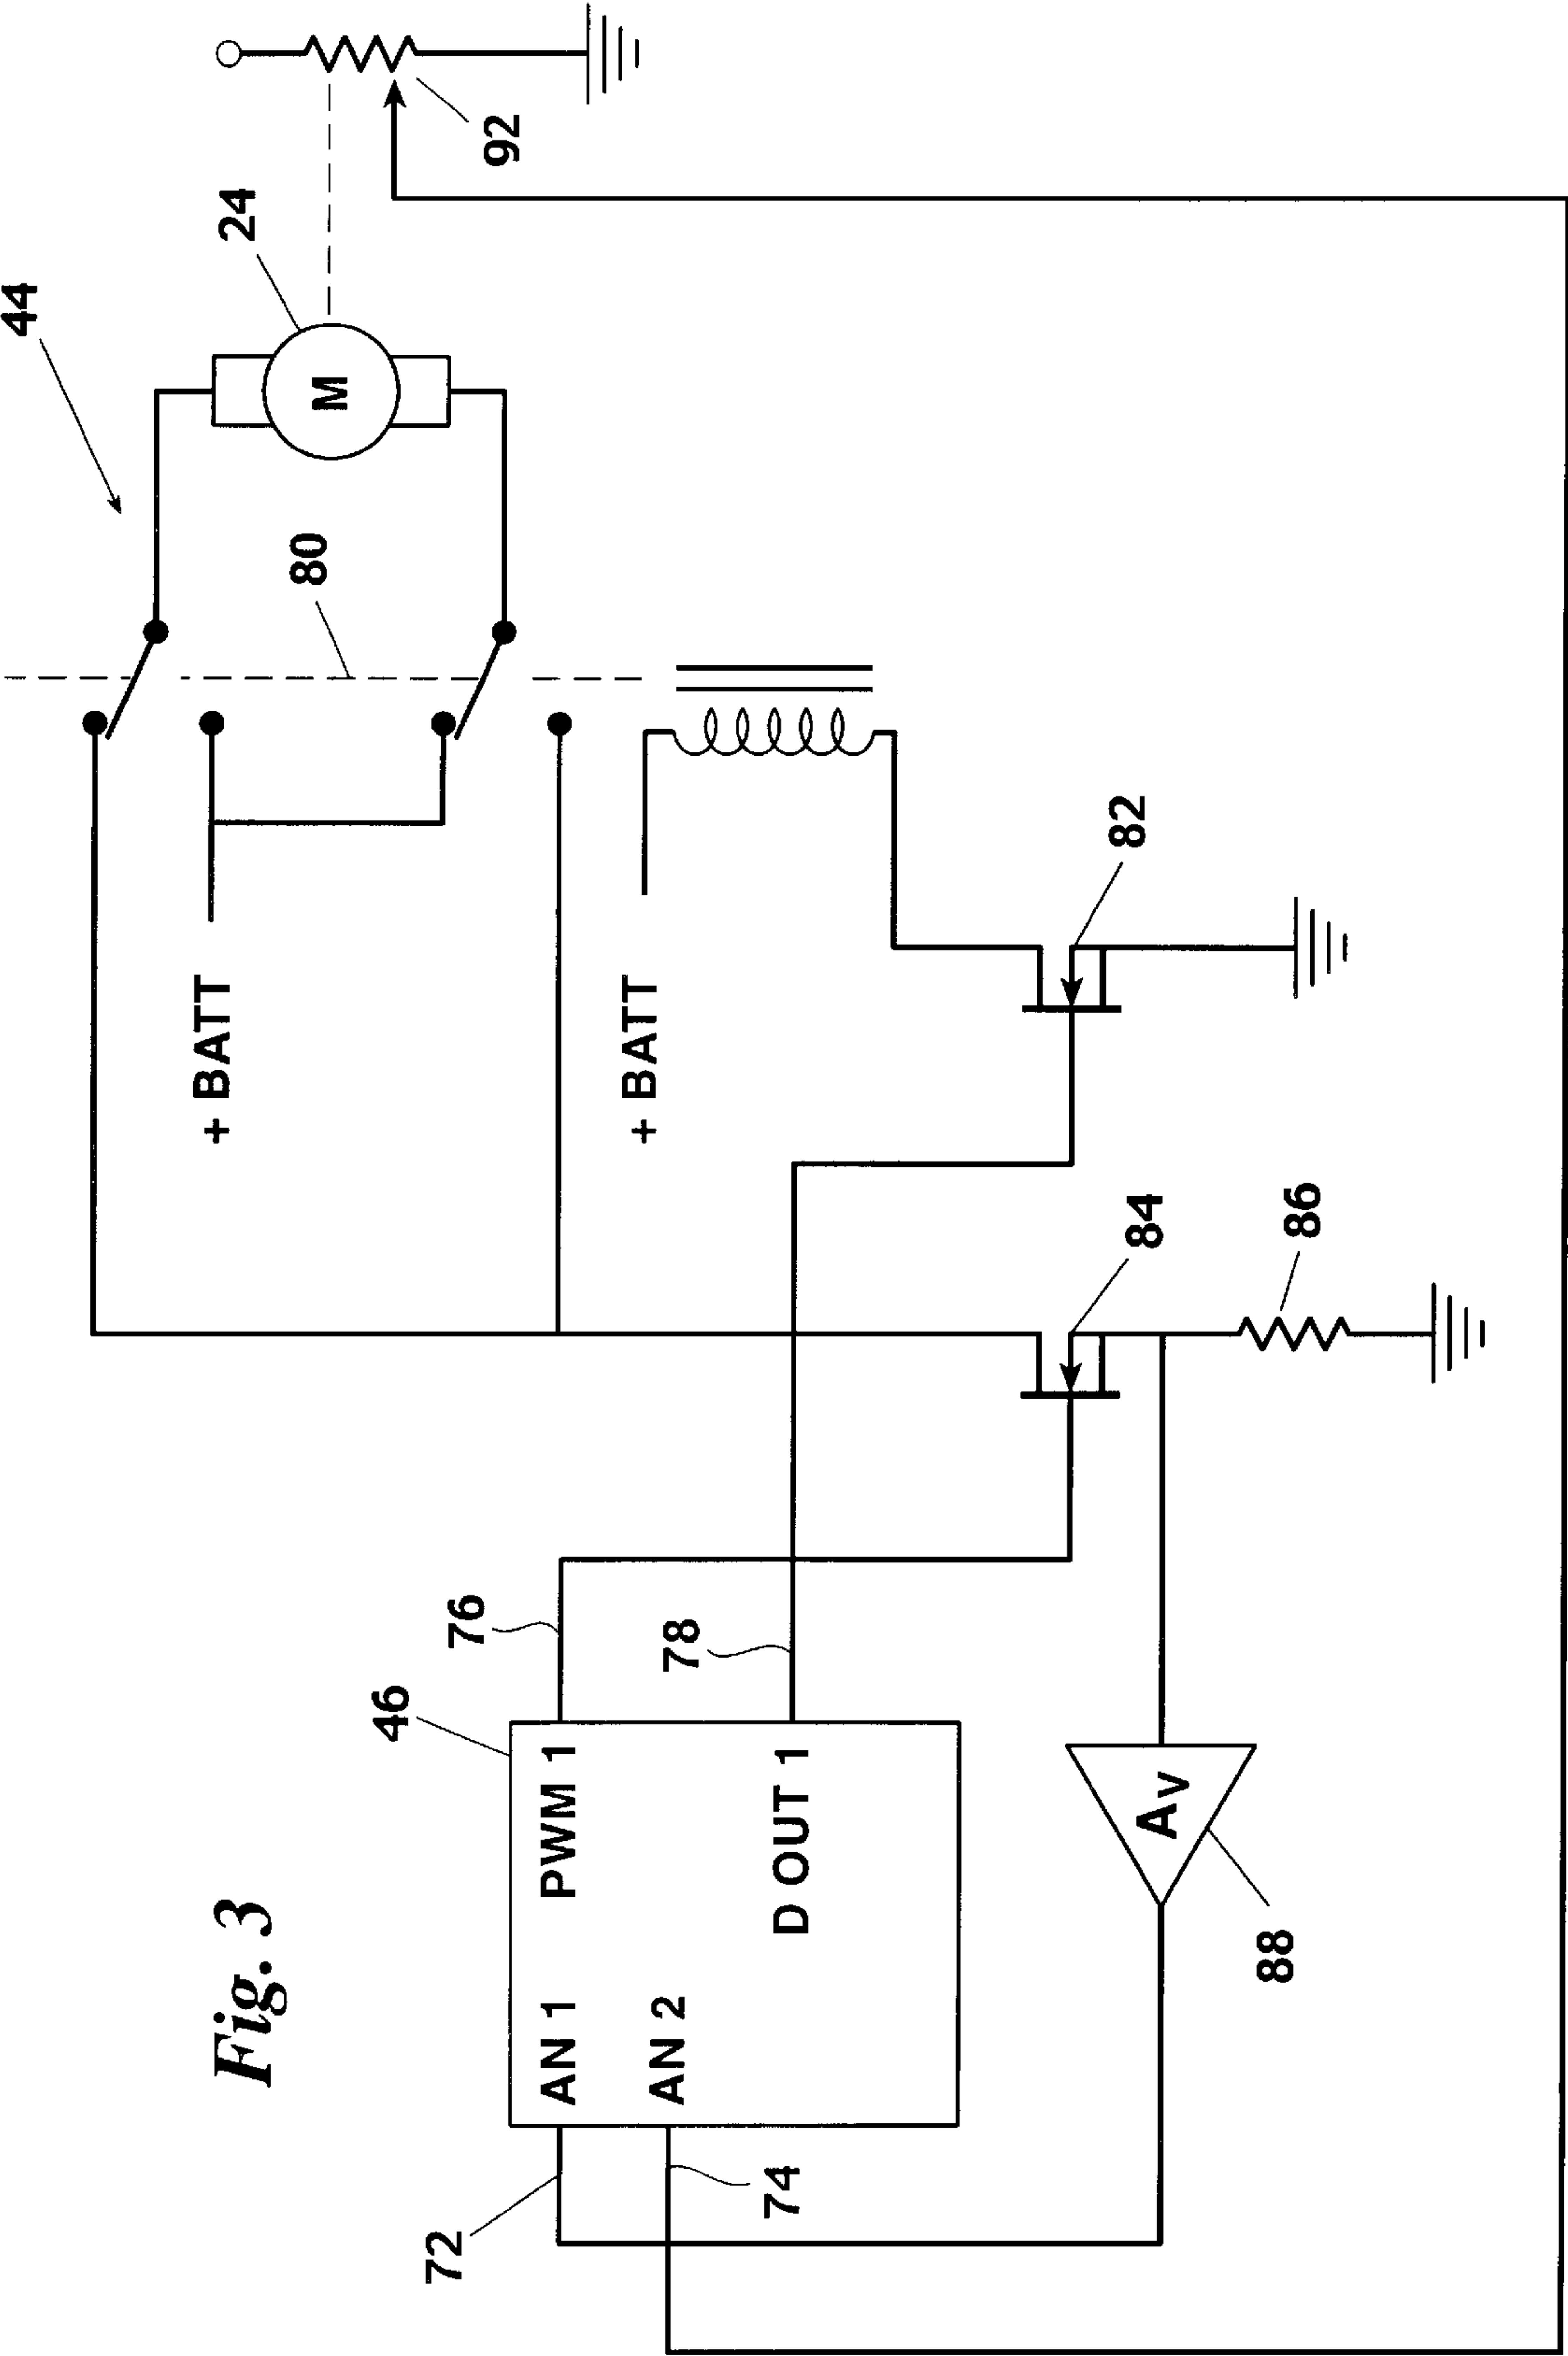 Fig. 3
44
24
92
80
+ BATT
+ BATT
82
84
86
76
78
46
AN 1 PWM 1
AN 2
D OUT 1
72
74
M
AV
88